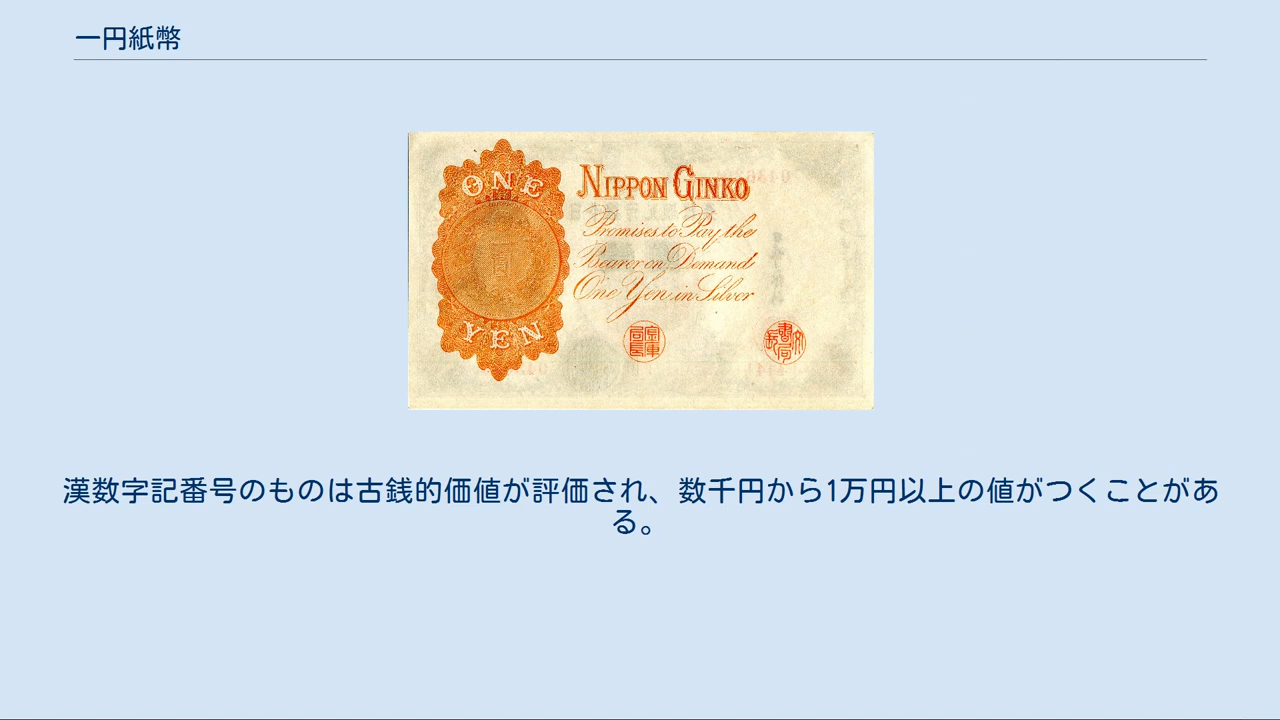 一円紙幣
ONE
YEN
NIPPON GINKO
Promises to Pay the
Bearer on Demand
One Yen in Silver
漢数字記番号のものは古銭的価値が評価され、数千円から1万円以上の値がつくことがあ
る。